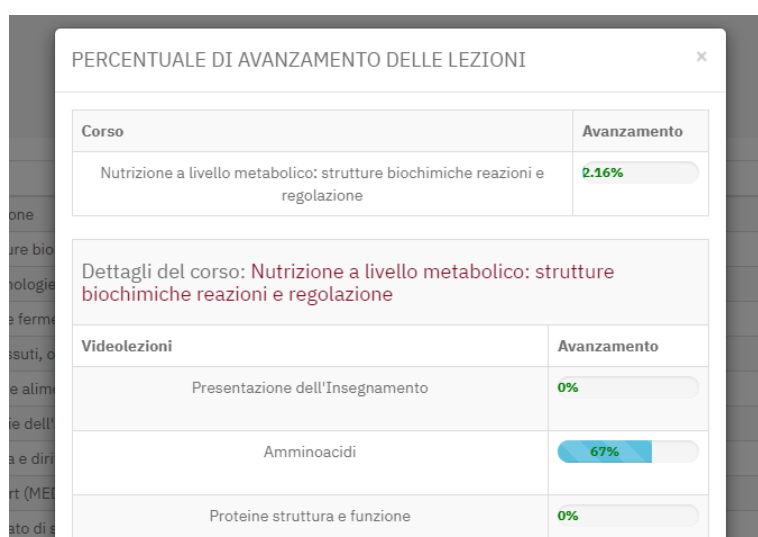 PERCENTUALE DI AVANZAMENTO DELLE LEZIONI
×
Corso
Avanzamento
Nutrizione a livello metabolico: strutture biochimiche reazioni e
regolazione
2.16%
Dettagli del corso: Nutrizione a livello metabolico: strutture
biochimiche reazioni e regolazione
Videolezioni
Avanzamento
Presentazione dell'Insegnamento
0%
Amminoacidi
67%
Proteine struttura e funzione
0%